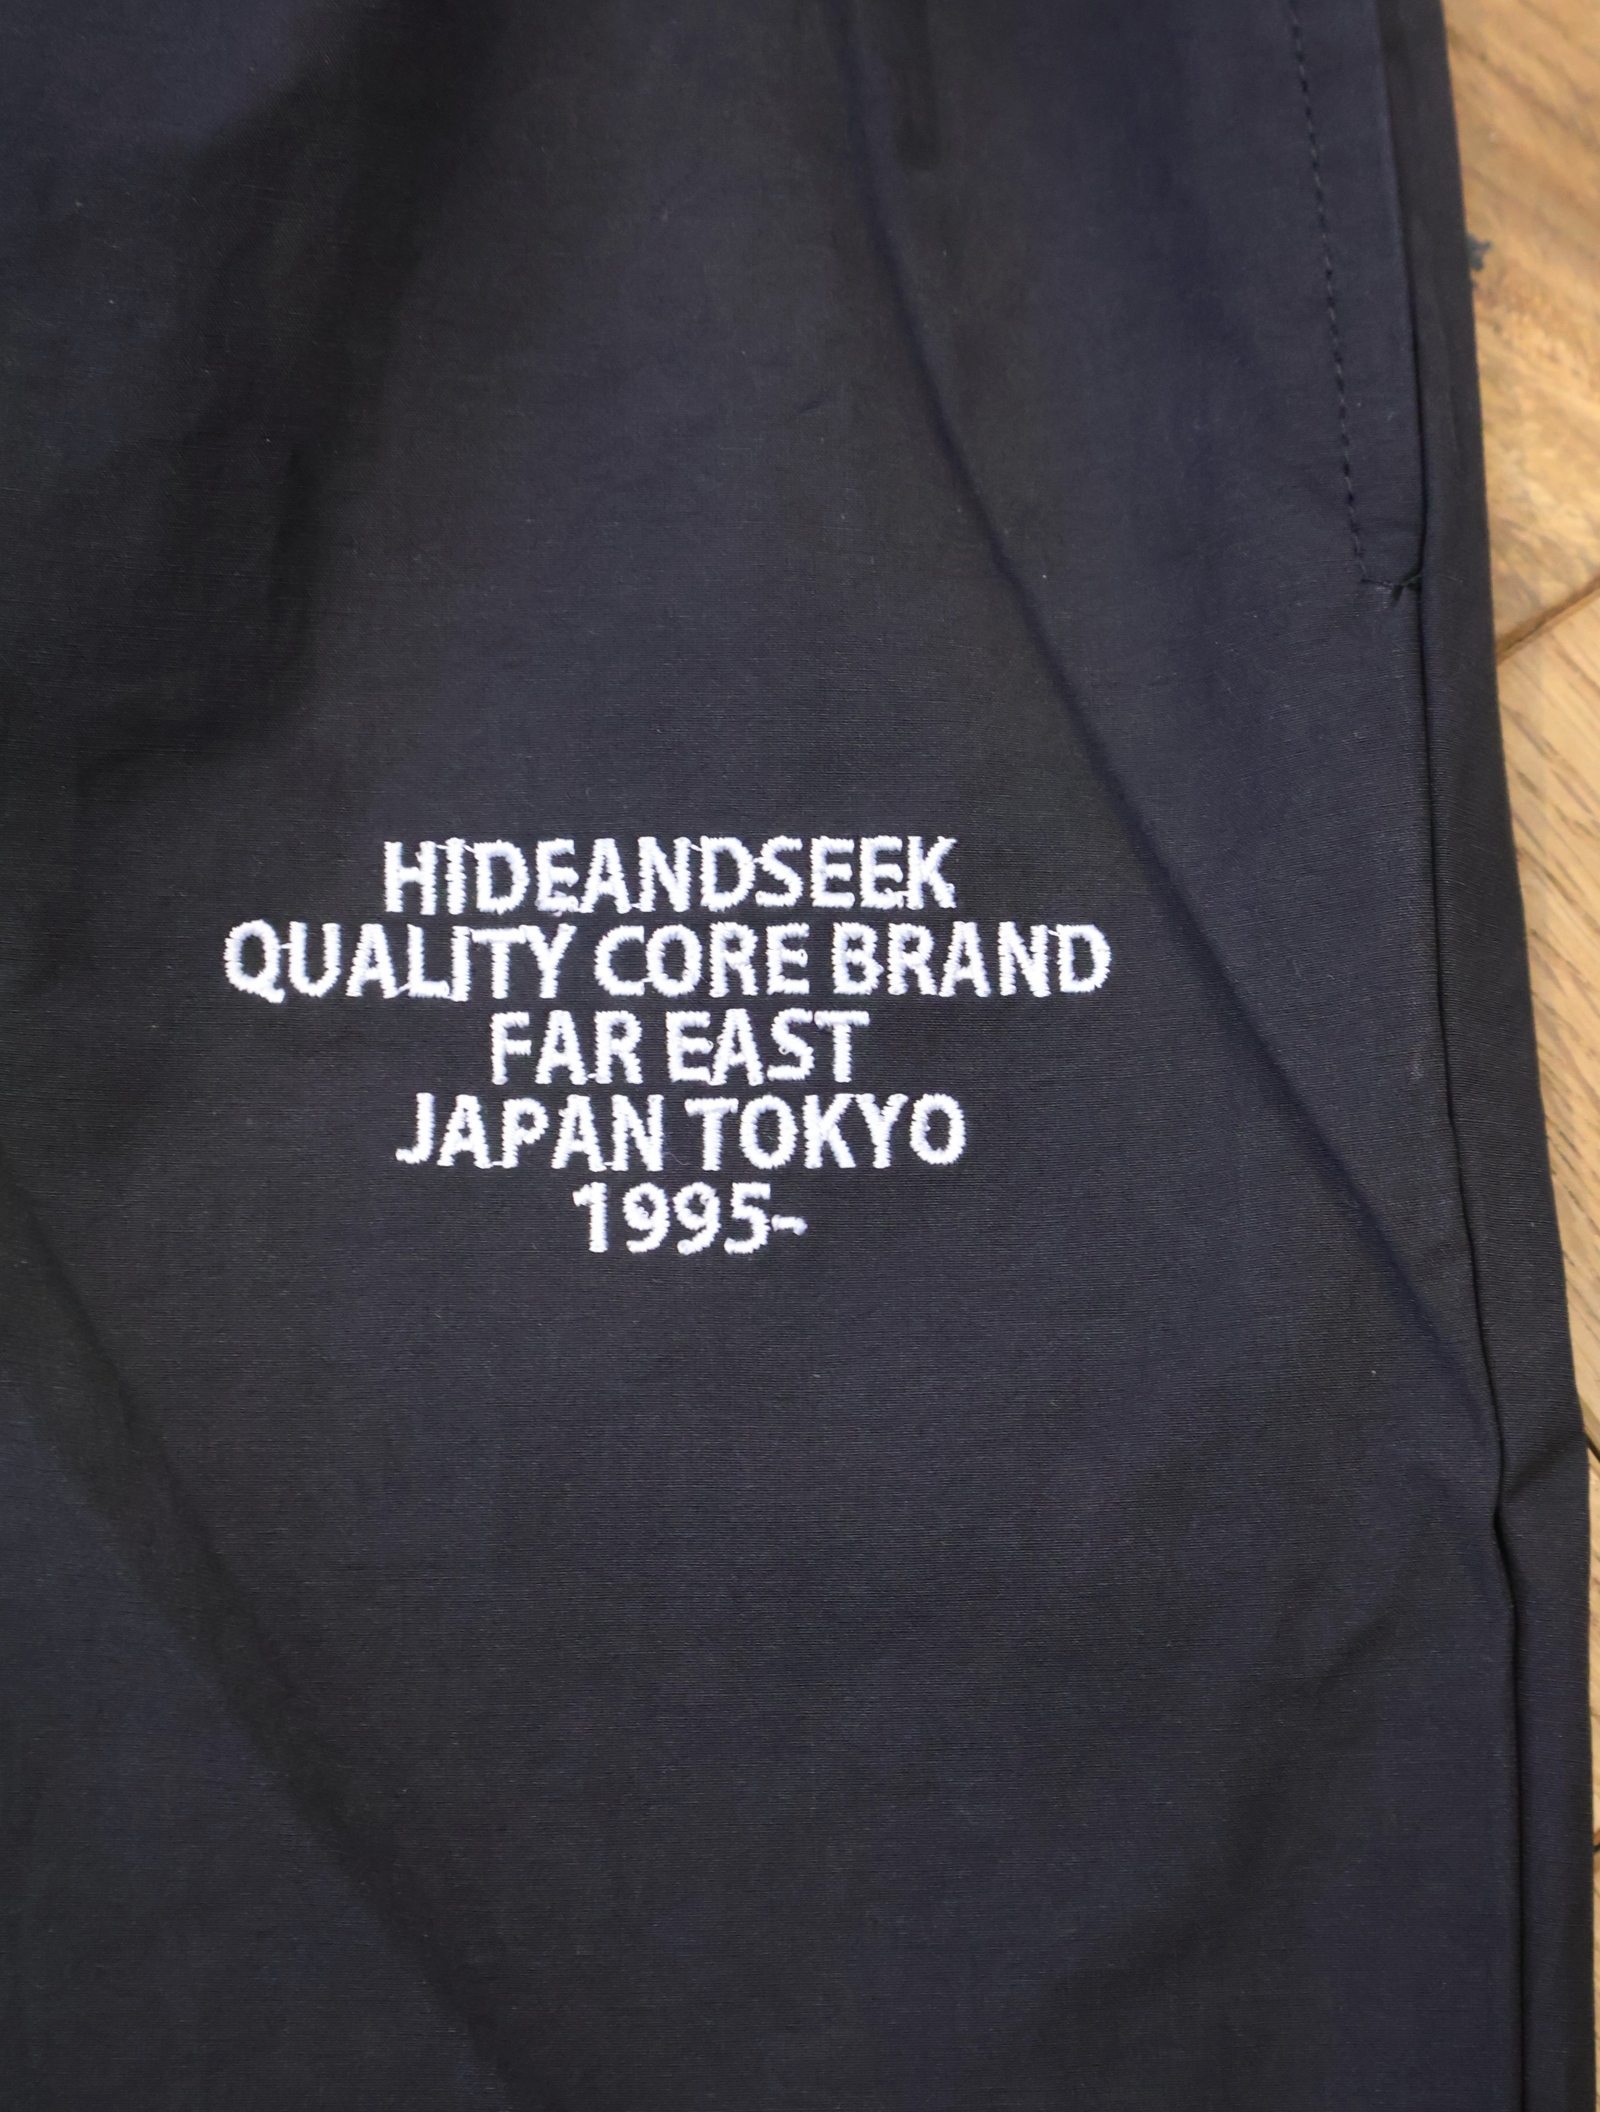 HIDEANDSEEK
QUALITY CORE BRAND
FAR EAST
JAPAN TOKYO
1995-